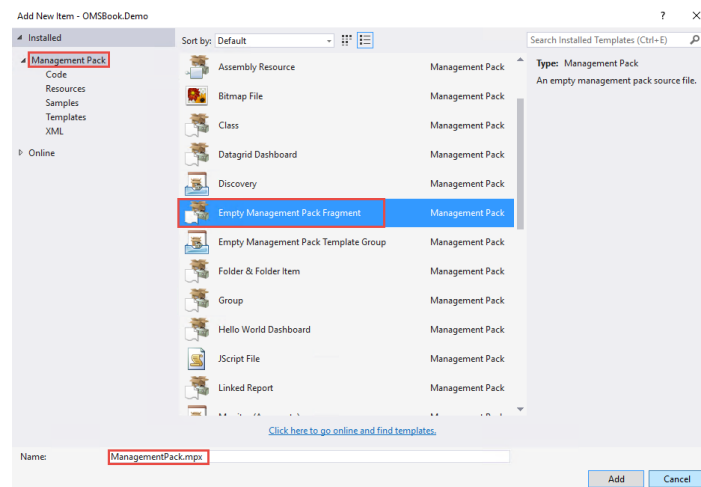 Add New Item - OMSBook.Demo ? X
Installed
Sort by: Default
Search Installed Templates (Ctrl+E)
Management Pack
Code
Resources
Samples
Templates
XML
Online
Assembly Resource Management Pack
Bitmap File Management Pack
Class Management Pack
Datagrid Dashboard Management Pack
Discovery Management Pack
Empty Management Pack Fragment Management Pack
Empty Management Pack Template Group Management Pack
Folder & Folder Item Management Pack
Group Management Pack
Hello World Dashboard Management Pack
JScript File Management Pack
Linked Report Management Pack
Type: Management Pack
An empty management pack source file.
Click here to go online and find templates.
Name: ManagementPack.mpx
Add Cancel